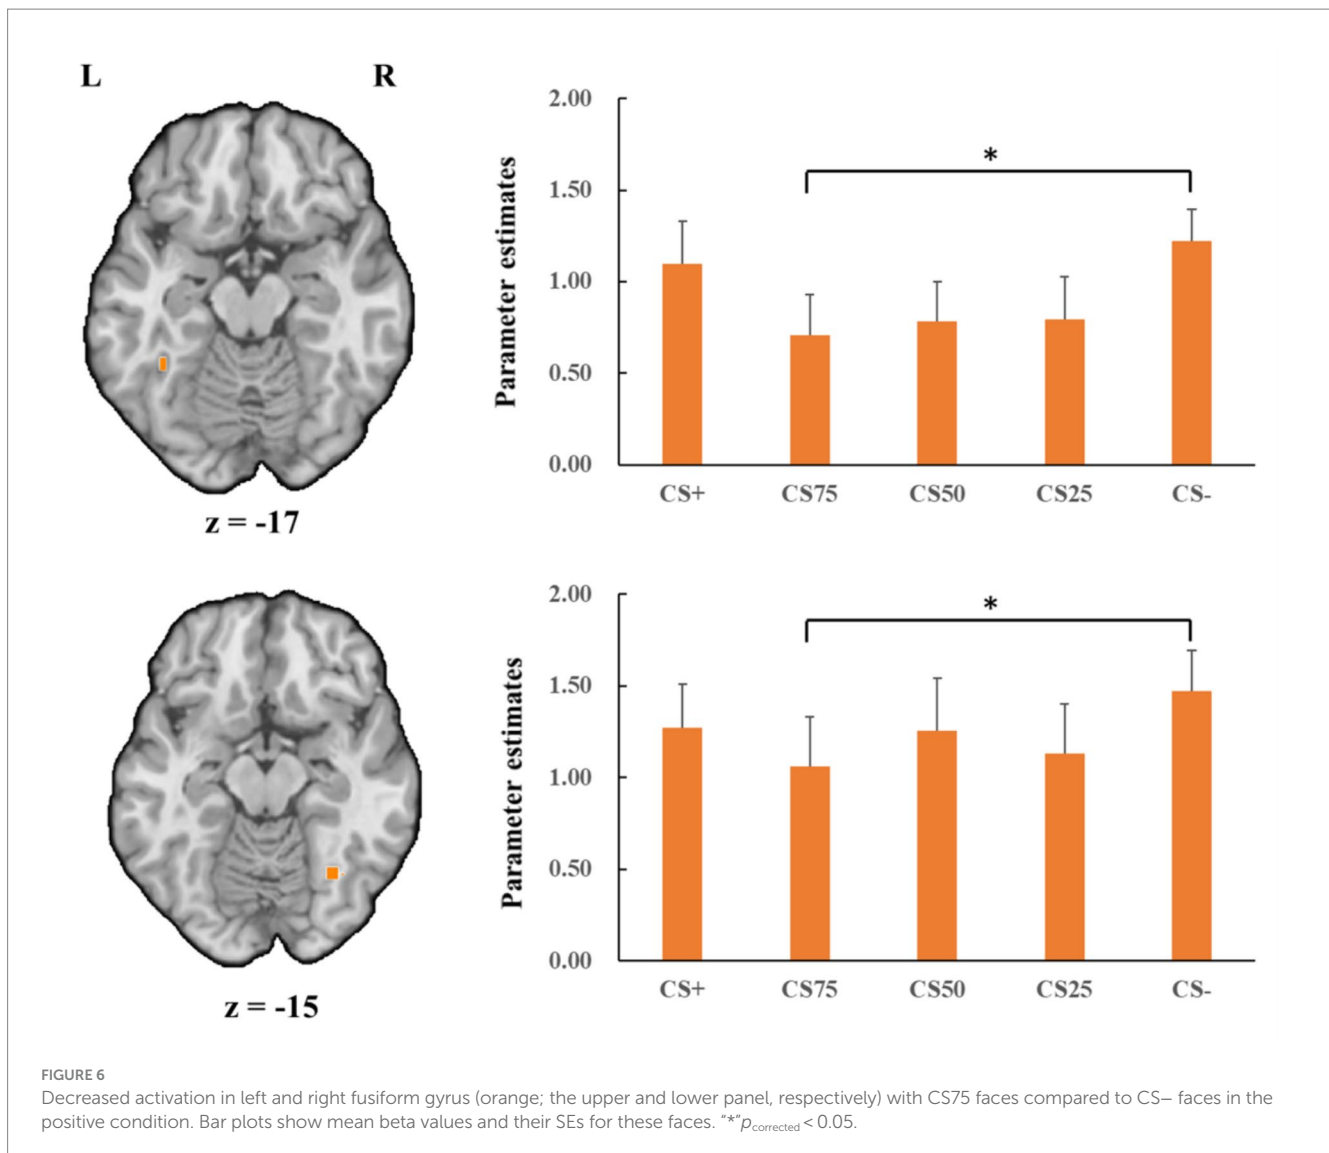 L R
z = -17
Parameter estimates
2.00
1.50
1.00
0.50
0.00
*
CS+ CS75 CS50 CS25 CS-
z = -15
Parameter estimates
2.00
1.50
1.00
0.50
0.00
*
CS+ CS75 CS50 CS25 CS-
FIGURE 6
Decreased activation in left and right fusiform gyrus (orange; the upper and lower panel, respectively) with CS75 faces compared to CS− faces in the
positive condition. Bar plots show mean beta values and their SEs for these faces. “*”pcorrected < 0.05.